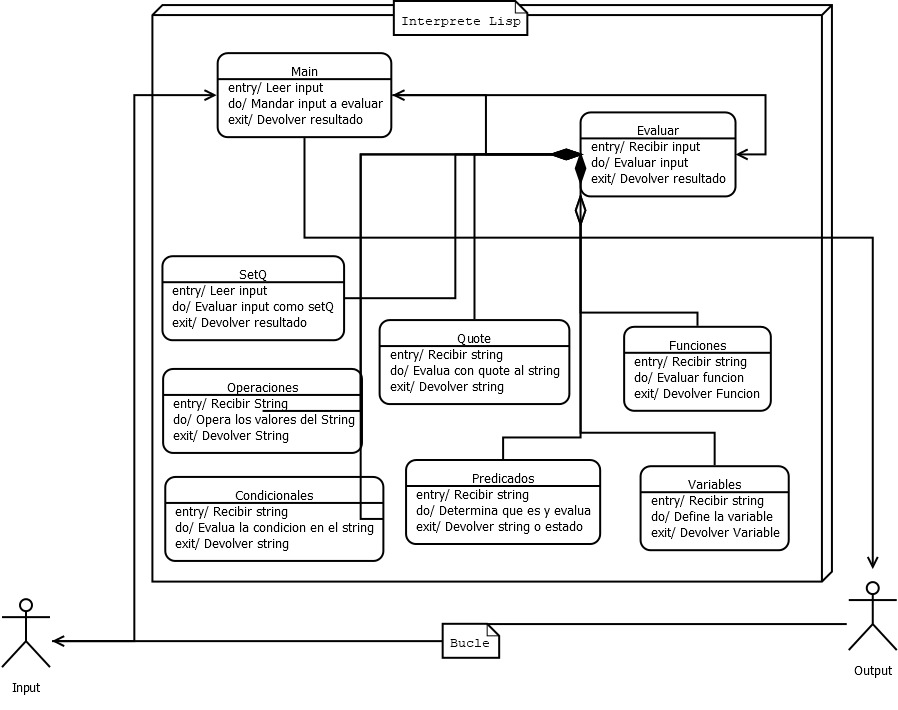 Interprete Lisp
Main
entry/ Leer input
do/ Mandar input a evaluar
exit/ Devolver resultado
Evaluar
entry/ Recibir input
do/ Evaluar input
exit/ Devolver resultado
SetQ
entry/ Leer input
do/ Evaluar input como setQ
exit/ Devolver resultado
Quote
entry/ Recibir string
do/ Evalua con quote al string
exit/ Devolver string
Funciones
entry/ Recibir string
do/ Evaluar funcion
exit/ Devolver Funcion
Operaciones
entry/ Recibir String
do/ Opera los valores del String
exit/ Devolver String
Condicionales
entry/ Recibir string
do/ Evalua la condicion en el string
exit/ Devolver string
Predicados
entry/ Recibir string
do/ Determina que es y evalua
exit/ Devolver string o estado
Variables
entry/ Recibir string
do/ Define la variable
exit/ Devolver Variable
Bucle
Input
Output